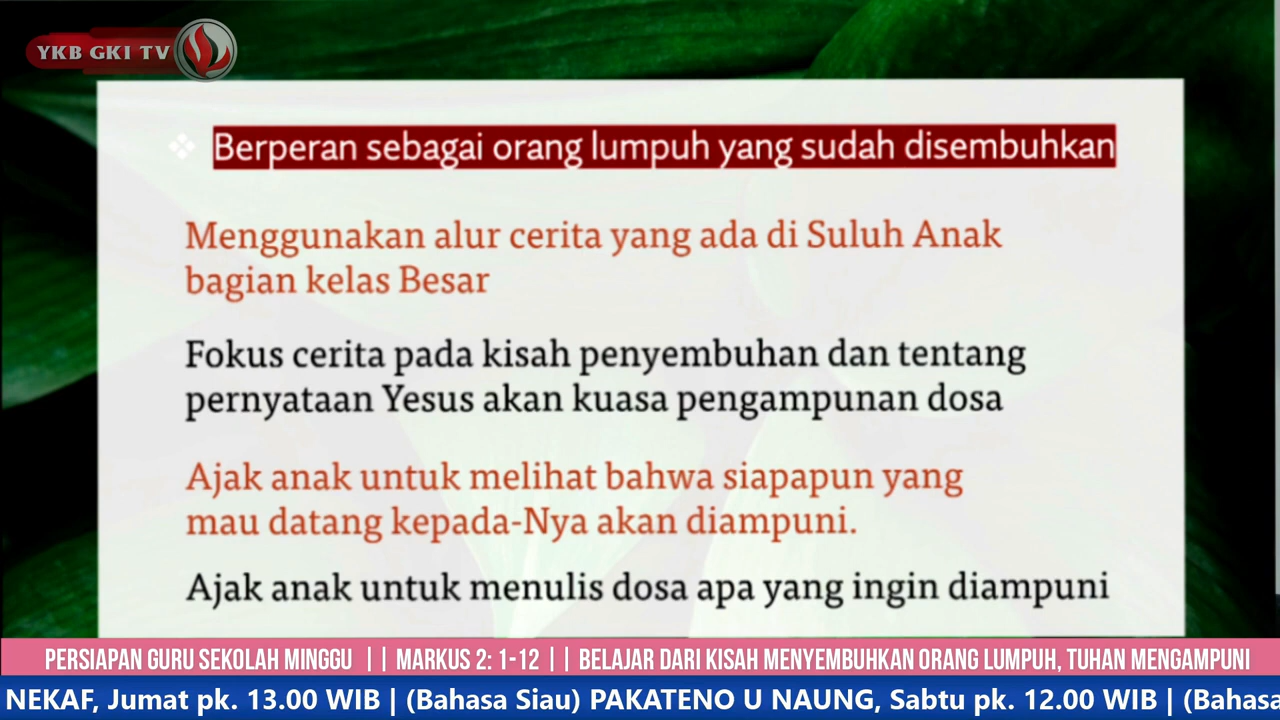 YKB GKI TV
Berperan sebagai orang lumpuh yang sudah disembuhkan
Menggunakan alur cerita yang ada di Suluh Anak
bagian kelas Besar
Fokus cerita pada kisah penyembuhan dan tentang
pernyataan Yesus akan kuasa pengampunan dosa
Ajak anak untuk melihat bahwa siapapun yang
mau datang kepada-Nya akan diampuni.
Ajak anak untuk menulis dosa apa yang ingin diampuni
PERSIAPAN GURU SEKOLAH MINGGU || MARKUS 2: 1-12 || BELAJAR DARI KISAH MENYEMBUHKAN ORANG LUMPUH, TUHAN MENGAMPUNI
NEKAF, Jumat pk. 13.00 WIB | (Bahasa Siau) PAKATENO U NAUNG, Sabtu pk. 12.00 WIB | (Bahasa